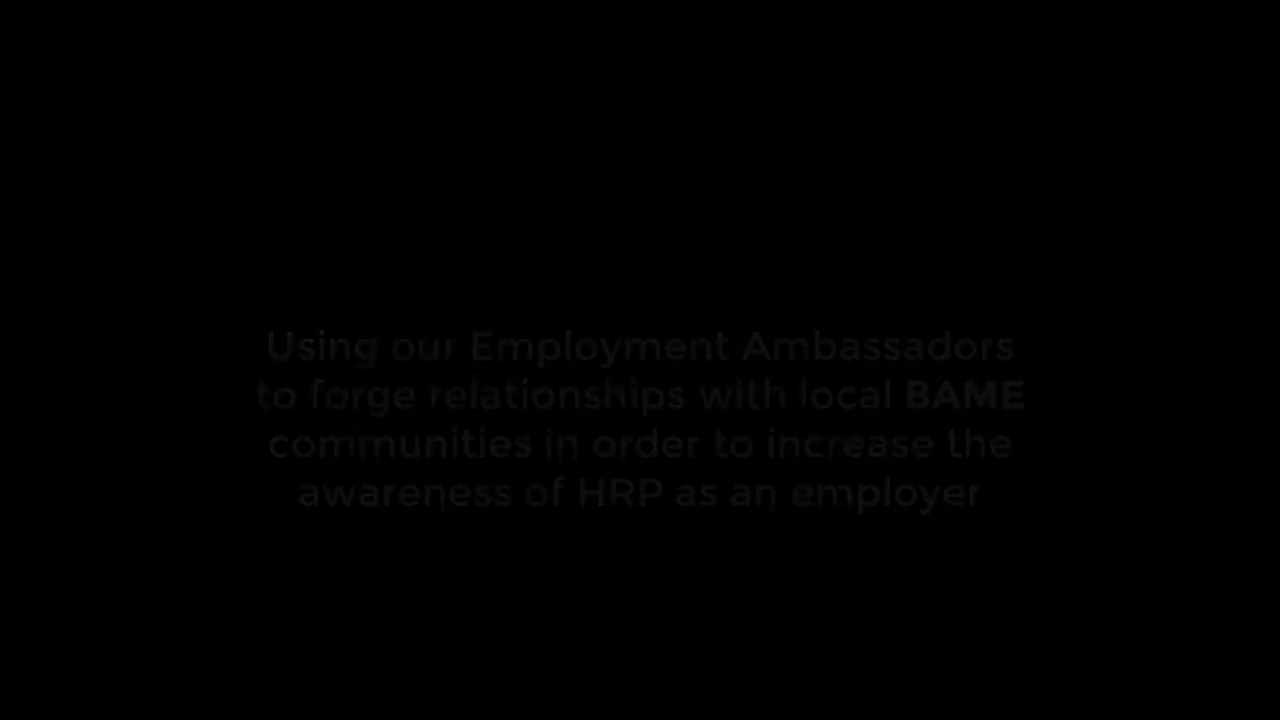 Using our Employment Ambassadors
to forge relationships with local BAME
communities in order to increase the
awareness of HRP as an employer